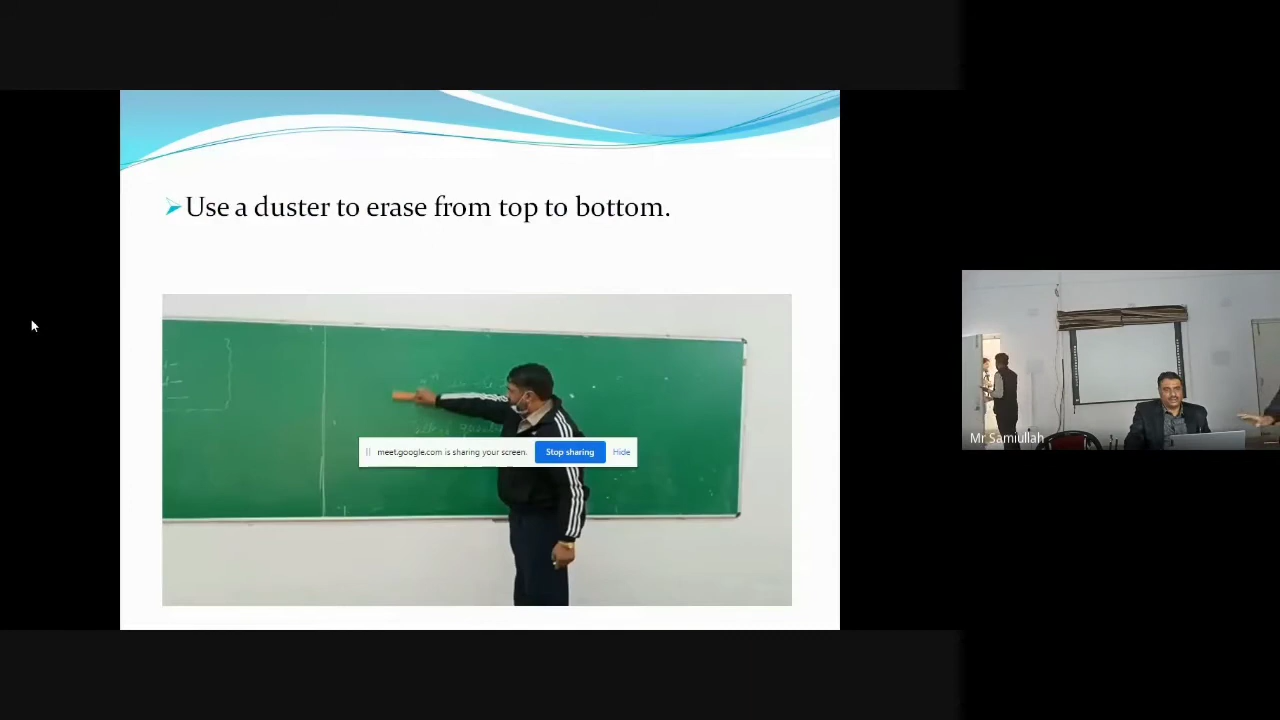 Use a duster to erase from top to bottom.
meet.google.com is sharing your screen.
Stop sharing
Hide
Mr Samiullah